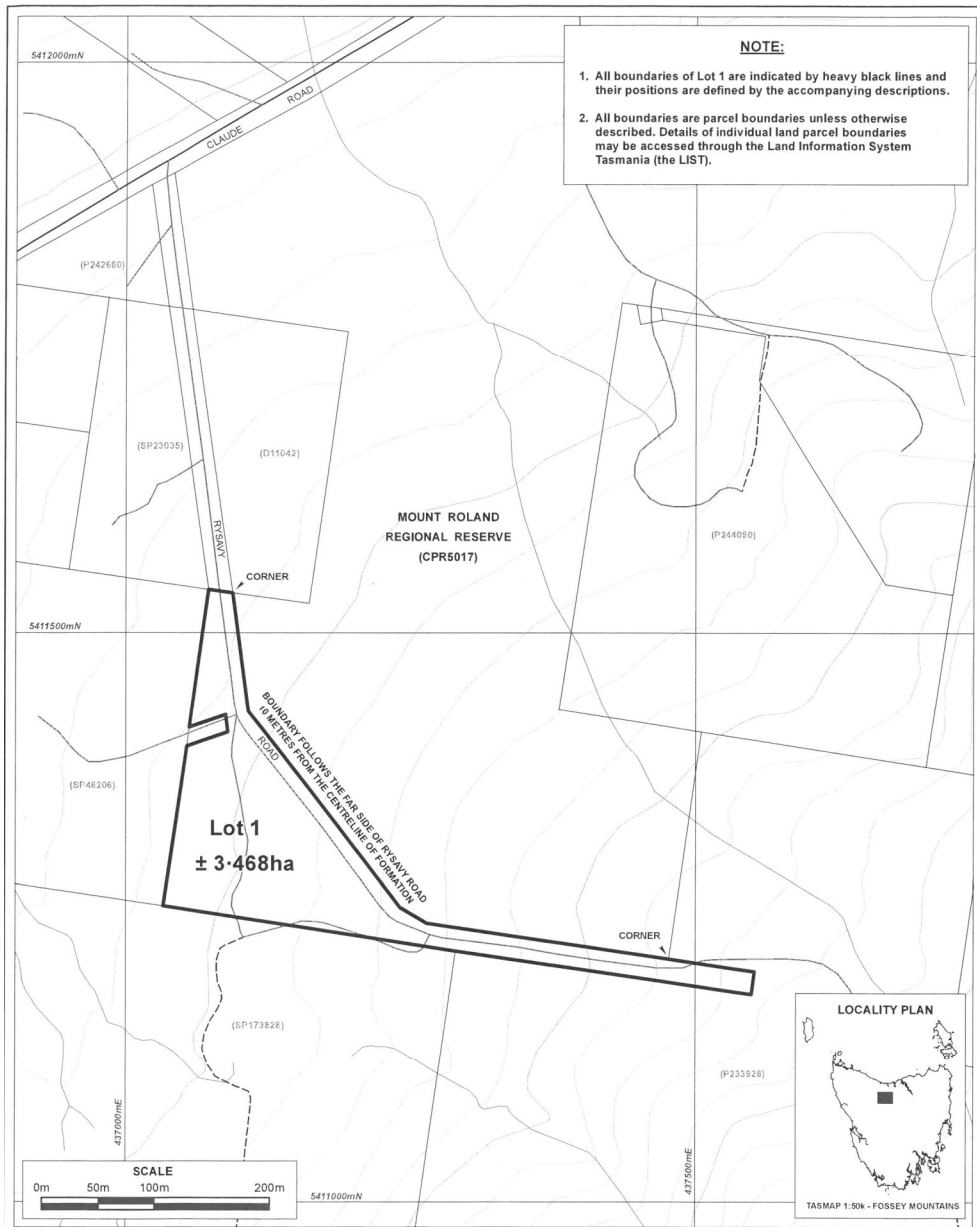 5412000mN
NOTE:
1. All boundaries of Lot 1 are indicated by heavy black lines and
their positions are defined by the accompanying descriptions.
2. All boundaries are parcel boundaries unless otherwise
described. Details of individual land parcel boundaries
may be accessed through the Land Information System
Tasmania (the LIST).
CLAUDE ROAD
(P242680)
(SP23035)
(D11042)
RYSAVY
MOUNT ROLAND
REGIONAL RESERVE
(CPR5017)
(P244090)
CORNER
5411500mN
BOUNDARY FOLLOWS THE FAR SIDE OF RYSAVY ROAD
10 METRES FROM THE CENTRELINE OF FORMATION
ROAD
(SP46206)
Lot 1
± 3·468ha
CORNER
(SP173828)
(P233928)
437000mE
437500mE
LOCALITY PLAN
TASMAP 1:50k - FOSSEY MOUNTAINS
SCALE
0m 50m 100m 200m
5411000mN